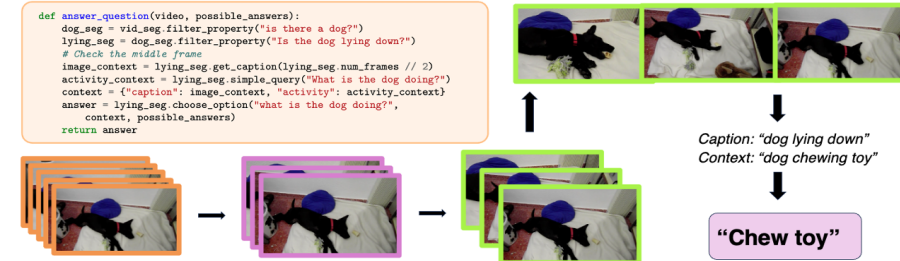 def answer_question(video, possible_answers):
    dog_seg = vid_seg.filter_property("is there a dog?")
    lying_seg = dog_seg.filter_property("Is the dog lying down?")
    # Check the middle frame
    image_context = lying_seg.get_caption(lying_seg.num_frames // 2)
    activity_context = lying_seg.simple_query("What is the dog doing?")
    context = {"caption": image_context, "activity": activity_context}
    answer = lying_seg.choose_option("what is the dog doing?",
        context, possible_answers)
    return answer
Caption: “dog lying down”
Context: “dog chewing toy”
“Chew toy”